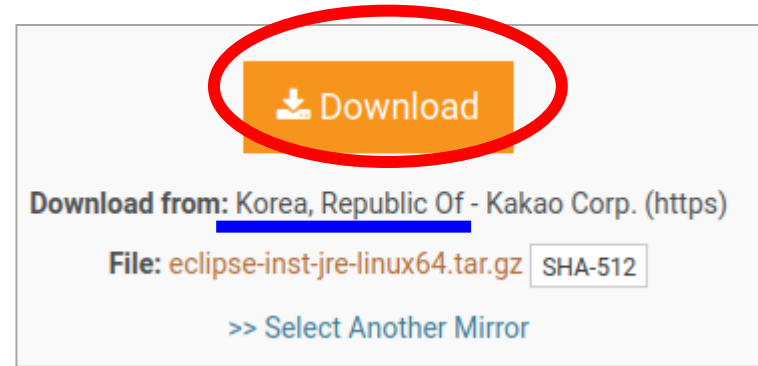 Download
Download from: Korea, Republic Of - Kakao Corp. (https)
File: eclipse-inst-jre-linux64.tar.gz SHA-512
>> Select Another Mirror